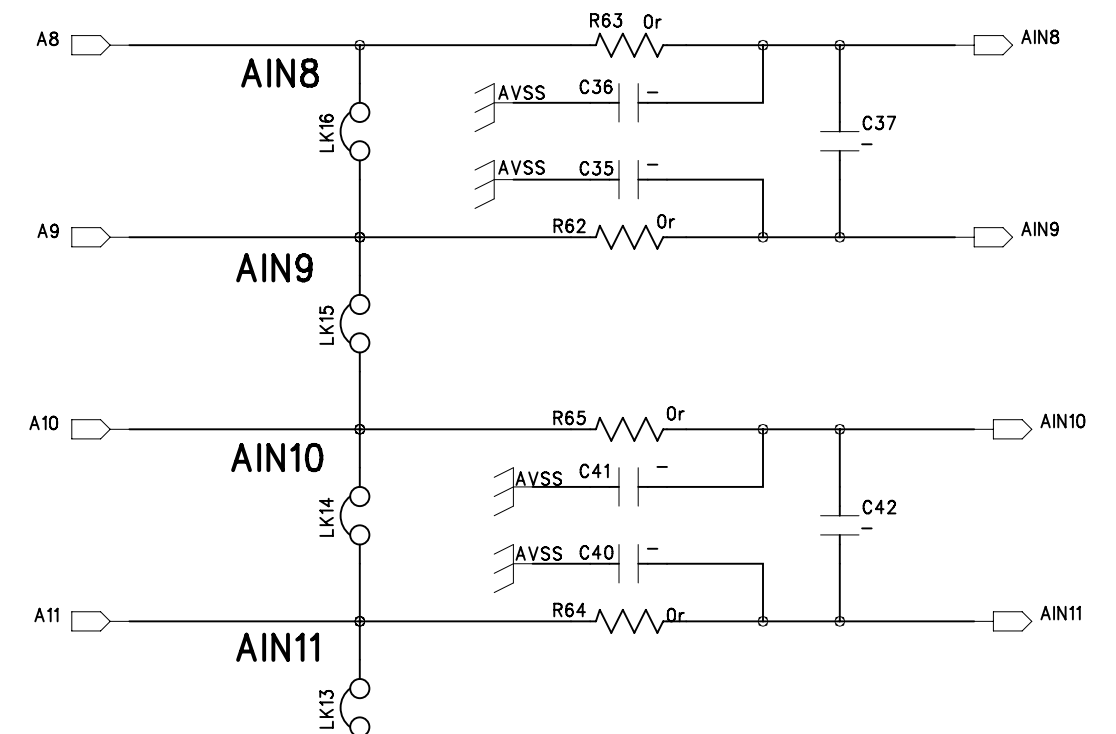 R63 0r
A8
AIN8
AIN8
AVSS C36 –
LK16
C37
–
AVSS C35 –
A9
R62 0r
AIN9
AIN9
LK15
A10
R65 0r
AIN10
AIN10
AVSS C41 –
LK14
C42
–
AVSS C40 –
A11
R64 0r
AIN11
AIN11
LK13